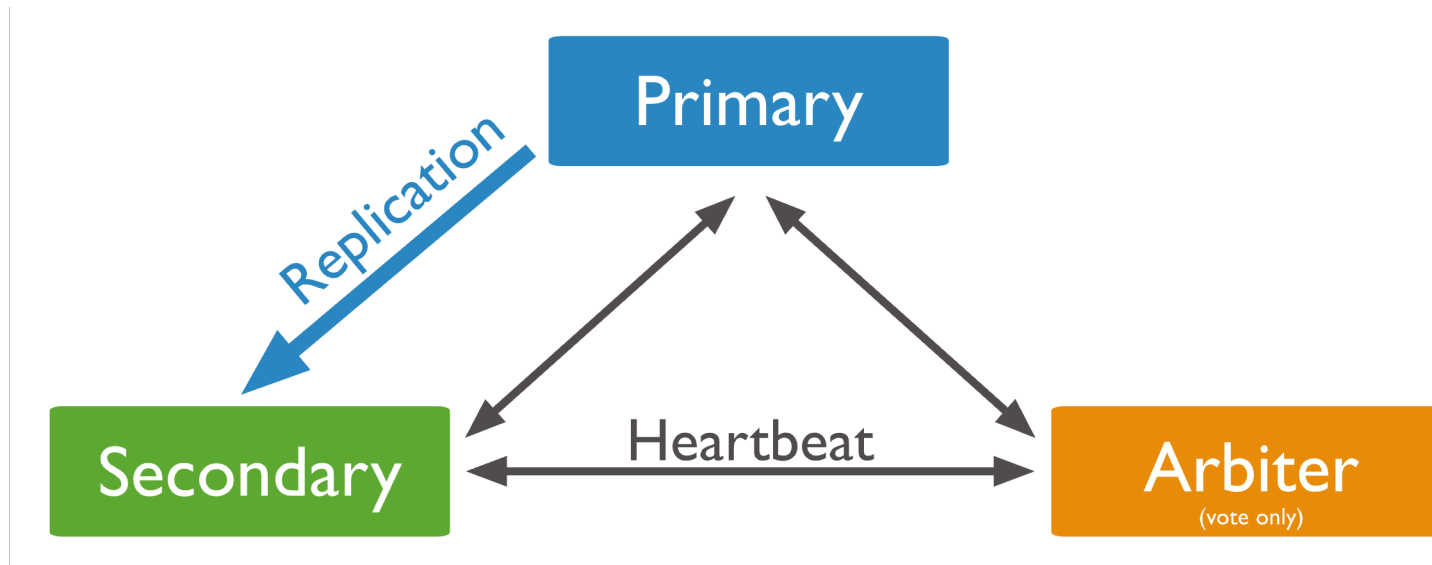 Primary
Replication
Heartbeat
Secondary
Arbiter
(vote only)